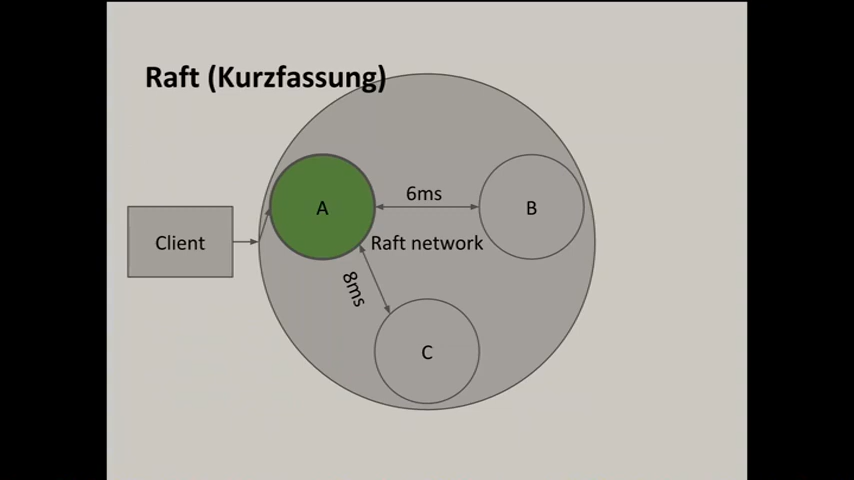 Raft (Kurzfassung)
A
6ms
B
Client
Raft network
8ms
C